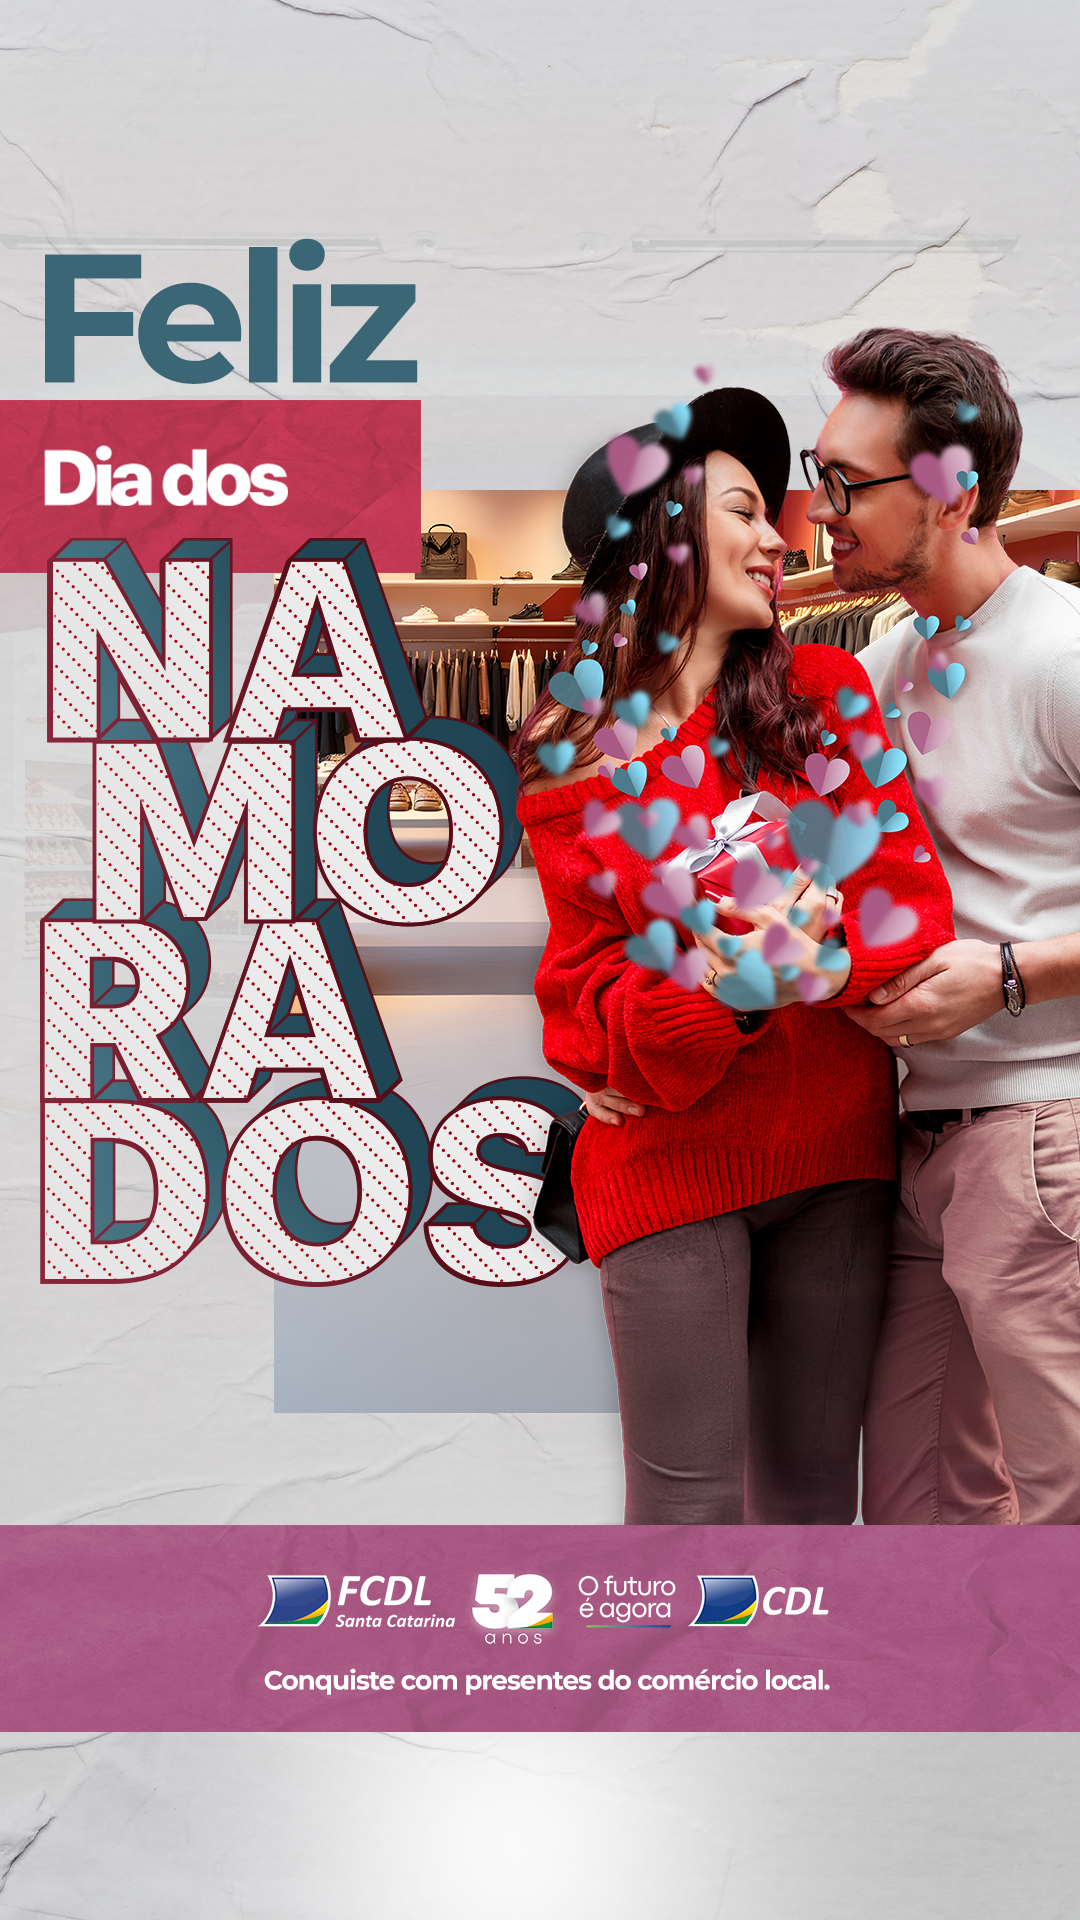 Feliz
Dia dos
NA
MO
RA
DOS
FCDL
Santa Catarina
52
anos
O futuro
é agora
CDL
Conquiste com presentes do comércio local.